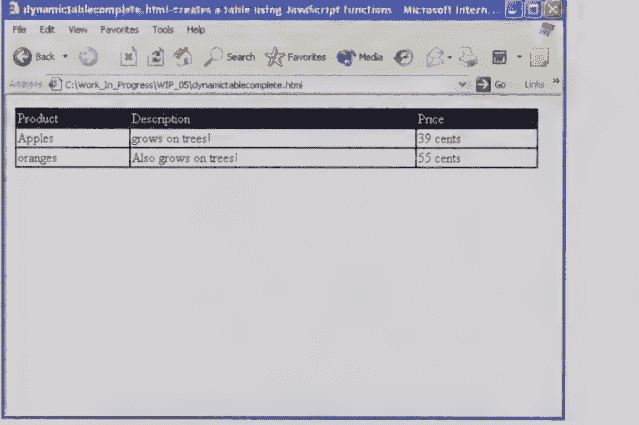 dynamictablecomplete.html-creates a table using JavaScript functions - Microsoft Intern...
File Edit View Favorites Tools Help
Back Search Favorites Media
Address C:\Work_In_Progress\WIP_05\dynamictablecomplete.html Go Links »
Product Description Price
Apples grows on trees! 39 cents
oranges Also grows on trees! 55 cents